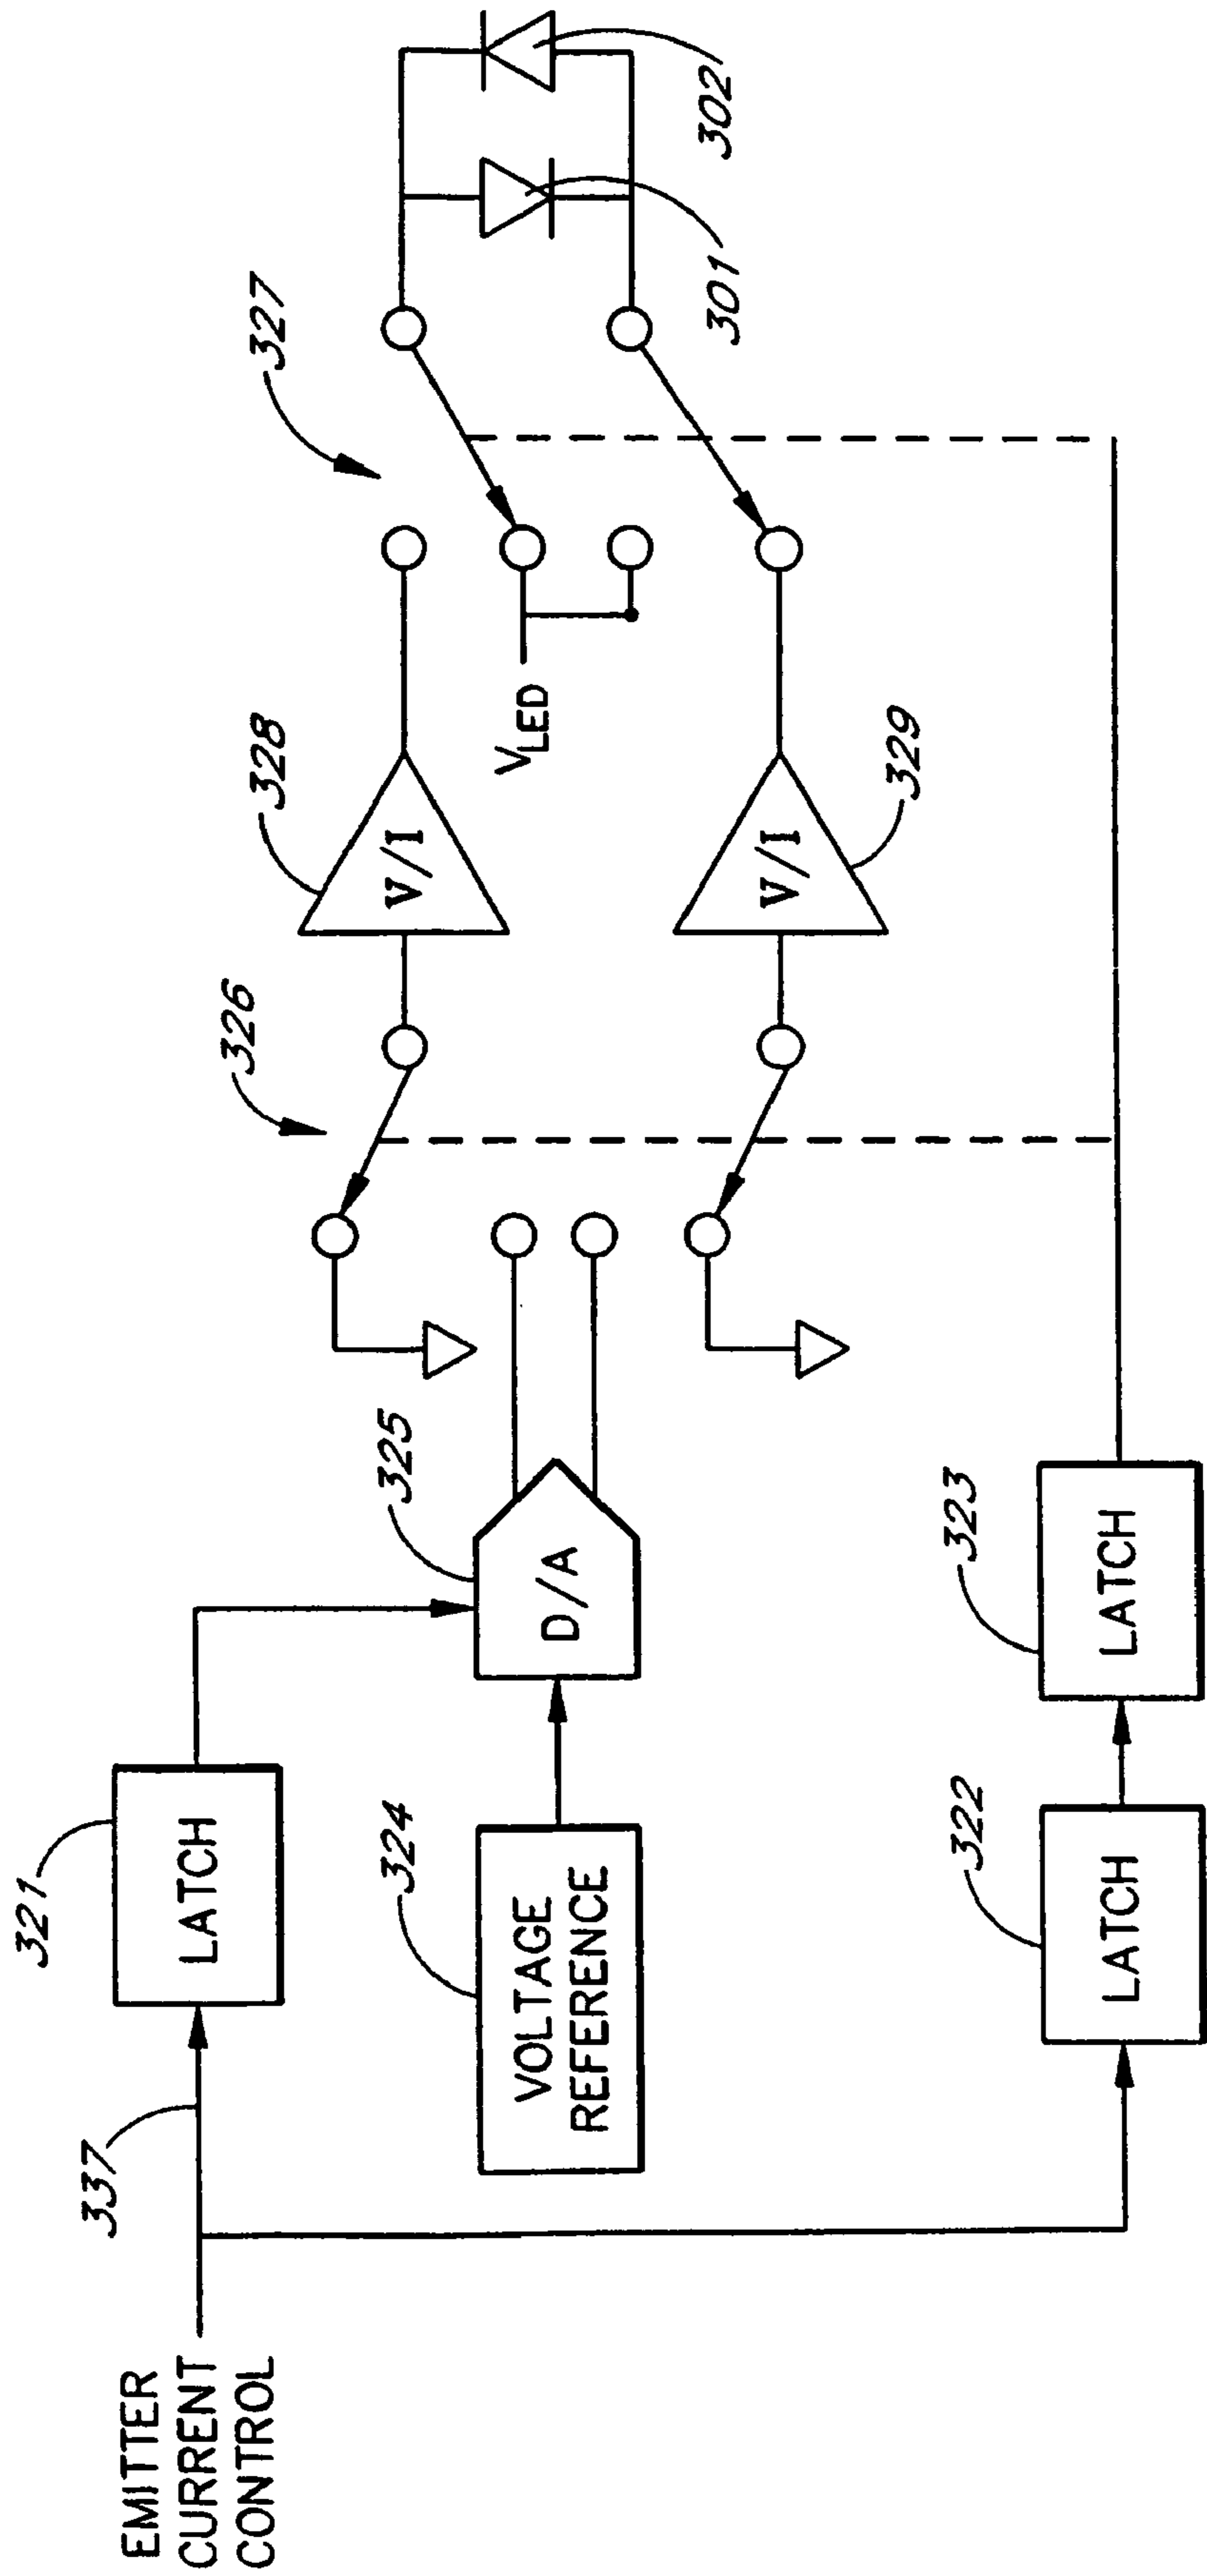 EMITTER
CURRENT
CONTROL
337
321
LATCH
324
VOLTAGE
REFERENCE
325
D/A
322
LATCH
323
LATCH
326
328
V/I
329
V/I
VLED
327
301
302